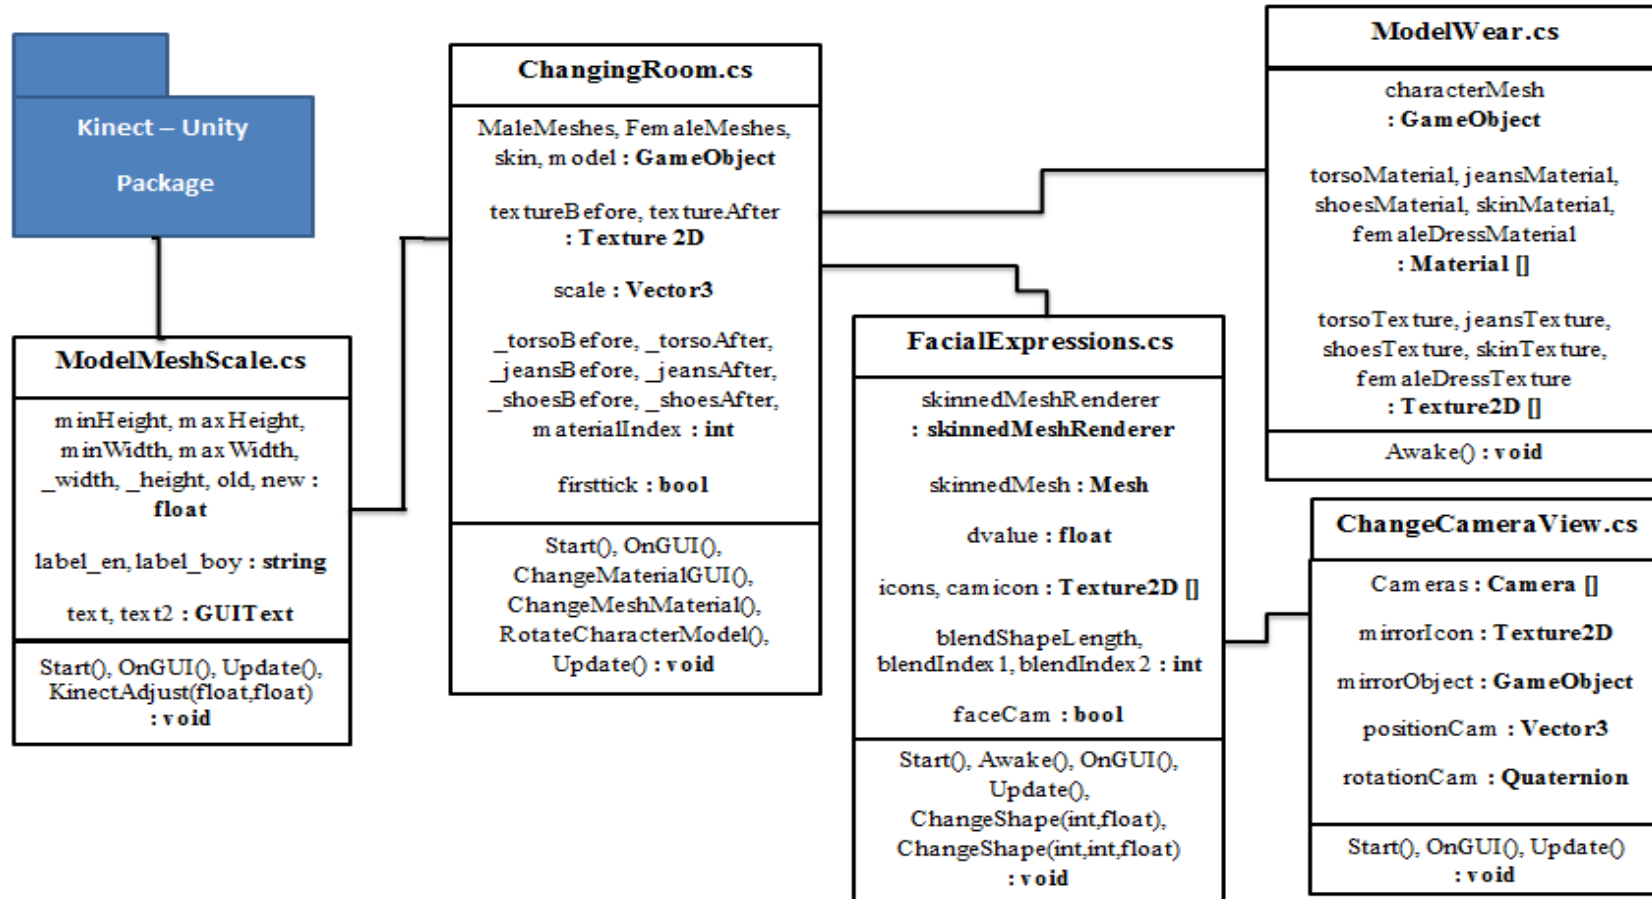 Kinect – Unity
Package
ModelMeshScale.cs
minHeight, maxHeight,
minWidth, maxWidth,
_width, _height, old, new :
float
label_en, label_boy : string
text, text2 : GUIText
Start(), OnGUI(), Update(),
KinectAdjust(float,float)
: void
ChangingRoom.cs
MaleMeshes, FemaleMeshes,
skin, model : GameObject
textureBefore, textureAfter
: Texture 2D
scale : Vector3
_torsoBefore, _torsoAfter,
_jeansBefore, _jeansAfter,
_shoesBefore, _shoesAfter,
materialIndex : int
firsttick : bool
Start(), OnGUI(),
ChangeMaterialGUI(),
ChangeMeshMaterial(),
RotateCharacterModel(),
Update() : void
FacialExpressions.cs
skinnedMeshRenderer
: skinnedMeshRenderer
skinnedMesh : Mesh
dvalue : float
icons, camicon : Texture2D []
blendShapeLength,
blendIndex1, blendIndex2 : int
faceCam : bool
Start(), Awake(), OnGUI(),
Update(),
ChangeShape(int,float),
ChangeShape(int,int,float)
: void
ModelWear.cs
characterMesh
: GameObject
torsoMaterial, jeansMaterial,
shoesMaterial, skinMaterial,
femaleDressMaterial
: Material []
torsoTexture, jeansTexture,
shoesTexture, skinTexture,
femaleDressTexture
: Texture2D []
Awake() : void
ChangeCameraView.cs
Cameras : Camera []
mirrorIcon : Texture2D
mirrorObject : GameObject
positionCam : Vector3
rotationCam : Quaternion
Start(), OnGUI(), Update()
: void